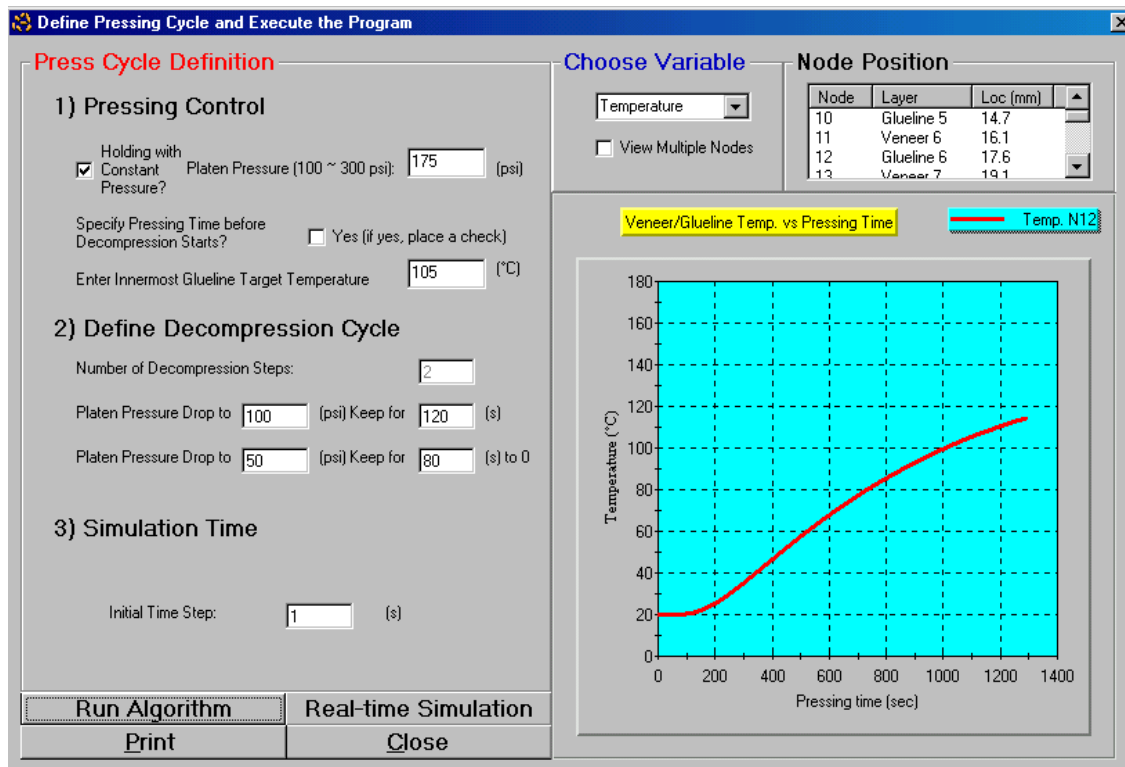 Define Pressing Cycle and Execute the Program
Press Cycle Definition
1) Pressing Control
Holding with Constant Pressure?
Platen Pressure (100 ~ 300 psi): 175 (psi)
Specify Pressing Time before Decompression Starts?
Yes (if yes, place a check)
Enter Innermost Glueline Target Temperature 105 (°C)
2) Define Decompression Cycle
Number of Decompression Steps: 2
Platen Pressure Drop to 100 (psi) Keep for 120 (s)
Platen Pressure Drop to 50 (psi) Keep for 80 (s) to 0
3) Simulation Time
Initial Time Step: 1 (s)
Run Algorithm
Real-time Simulation
Print
Close
Choose Variable
Temperature
View Multiple Nodes
Node Position
Node Layer Loc (mm)
10 Glueline 5 14.7
11 Veneer 6 16.1
12 Glueline 6 17.6
13 Veneer 7 19.1
Veneer/Glueline Temp. vs Pressing Time
Temp. N12
Temperature (°C)
180
160
140
120
100
80
60
40
20
0
0 200 400 600 800 1000 1200 1400
Pressing time (sec)